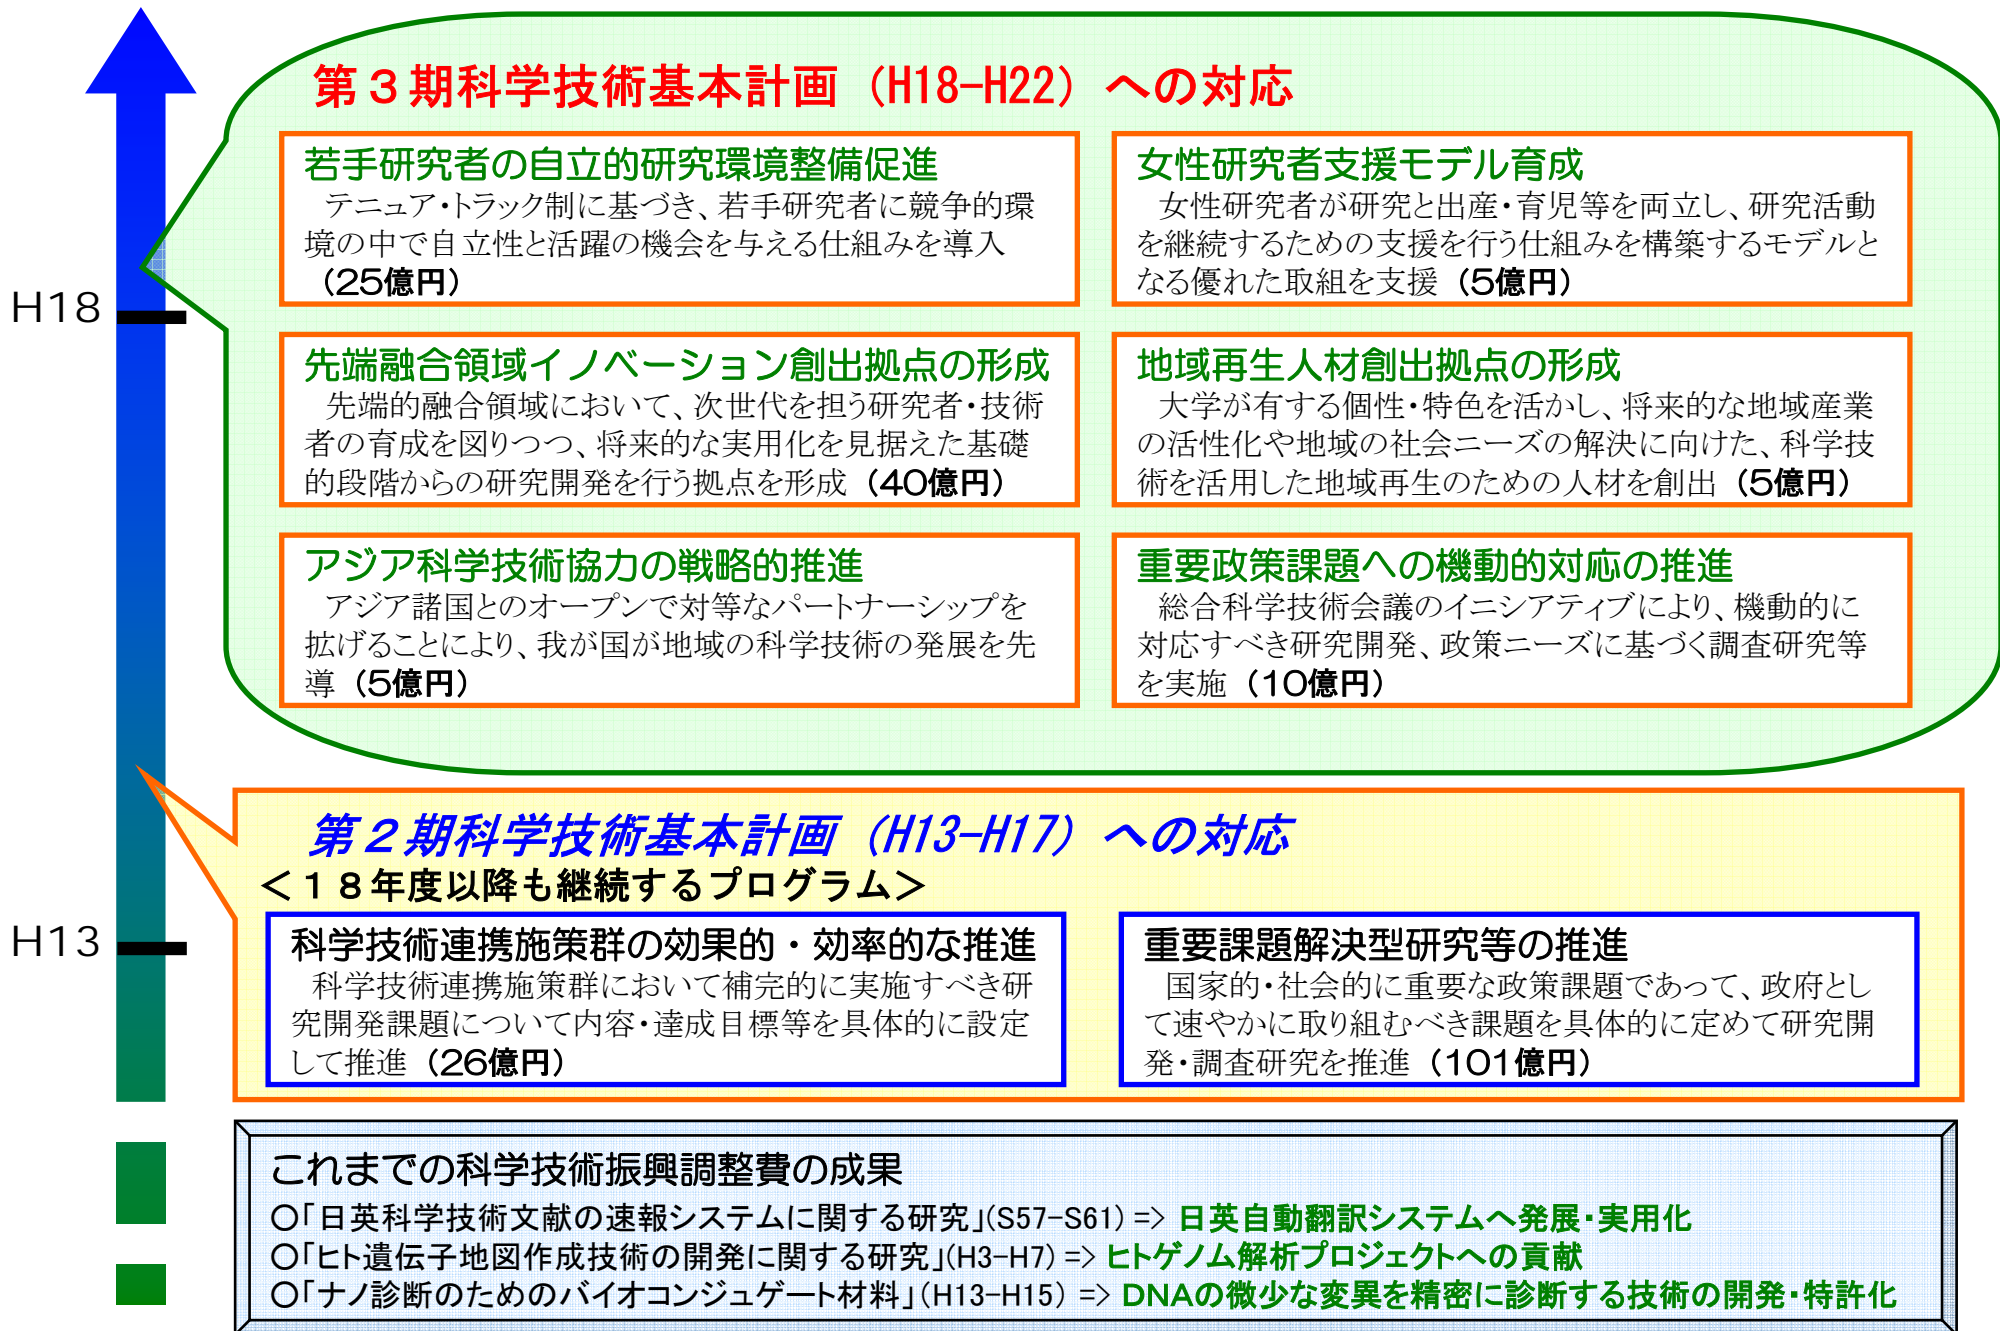 第３期科学技術基本計画（H18−H22）への対応
若手研究者の自立的研究環境整備促進
テニュア・トラック制に基づき、若手研究者に競争的環
境の中で自立性と活躍の機会を与える仕組みを導入
（25億円）
女性研究者支援モデル育成
女性研究者が研究と出産・育児等を両立し、研究活動
を継続するための支援を行う仕組みを構築するモデルと
なる優れた取組を支援（5億円）
H18
先端融合領域イノベーション創出拠点の形成
先端的融合領域において、次世代を担う研究者・技術
者の育成を図りつつ、将来的な実用化を見据えた基礎
的段階からの研究開発を行う拠点を形成（40億円）
地域再生人材創出拠点の形成
大学が有する個性・特色を活かし、将来的な地域産業
の活性化や地域の社会ニーズの解決に向けた、科学技
術を活用した地域再生のための人材を創出（5億円）
アジア科学技術協力の戦略的推進
アジア諸国とのオープンで対等なパートナーシップを
拡げることにより、我が国が地域の科学技術の発展を先
導（5億円）
重要政策課題への機動的対応の推進
総合科学技術会議のイニシアティブにより、機動的に
対応すべき研究開発、政策ニーズに基づく調査研究等
を実施（10億円）
第２期科学技術基本計画（H13−H17）への対応
＜１８年度以降も継続するプログラム＞
H13
科学技術連携施策群の効果的・効率的な推進
科学技術連携施策群において補完的に実施すべき研
究開発課題について内容・達成目標等を具体的に設定
して推進（26億円）
重要課題解決型研究等の推進
国家的・社会的に重要な政策課題であって、政府とし
て速やかに取り組むべき課題を具体的に定めて研究開
発・調査研究を推進（101億円）
これまでの科学技術振興調整費の成果
○「日英科学技術文献の速報システムに関する研究」(S57−S61) => 日英自動翻訳システムへ発展・実用化
○「ヒト遺伝子地図作成技術の開発に関する研究」(H3−H7) => ヒトゲノム解析プロジェクトへの貢献
○「ナノ診断のためのバイオコンジュゲート材料」(H13−H15) => DNAの微少な変異を精密に診断する技術の開発・特許化